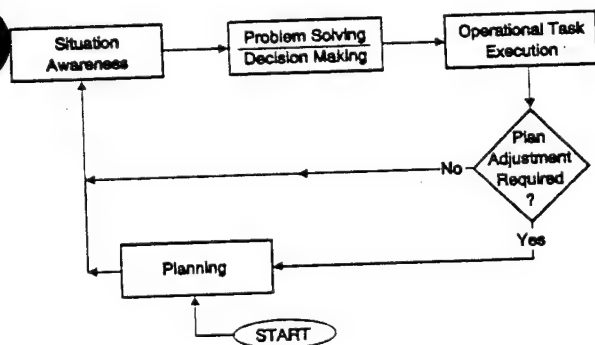 Situation
Awareness
Problem Solving
Decision Making
Operational Task
Execution
Plan
Adjustment
Required
?
No
Yes
Planning
START